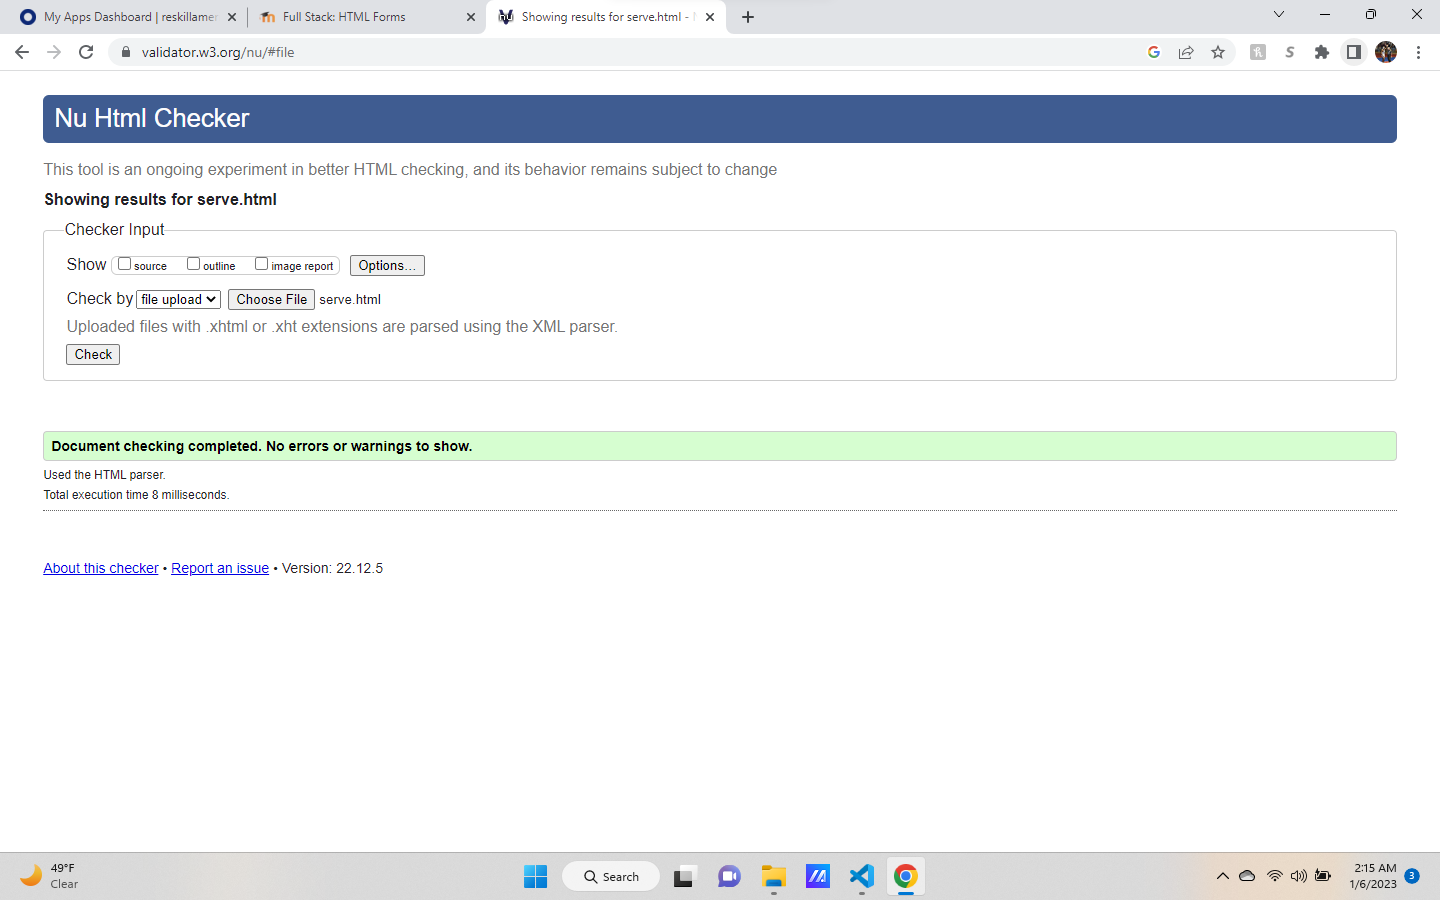 My Apps Dashboard | reskillamer
Full Stack: HTML Forms
Showing results for serve.html -
validator.w3.org/nu/#file
Nu Html Checker
This tool is an ongoing experiment in better HTML checking, and its behavior remains subject to change
Showing results for serve.html
Checker Input
Show source outline image report Options...
Check by file upload Choose File serve.html
Uploaded files with .xhtml or .xht extensions are parsed using the XML parser.
Check
Document checking completed. No errors or warnings to show.
Used the HTML parser.
Total execution time 8 milliseconds.
About this checker • Report an issue • Version: 22.12.5
49°F
Clear
Search
2:15 AM
1/6/2023
3